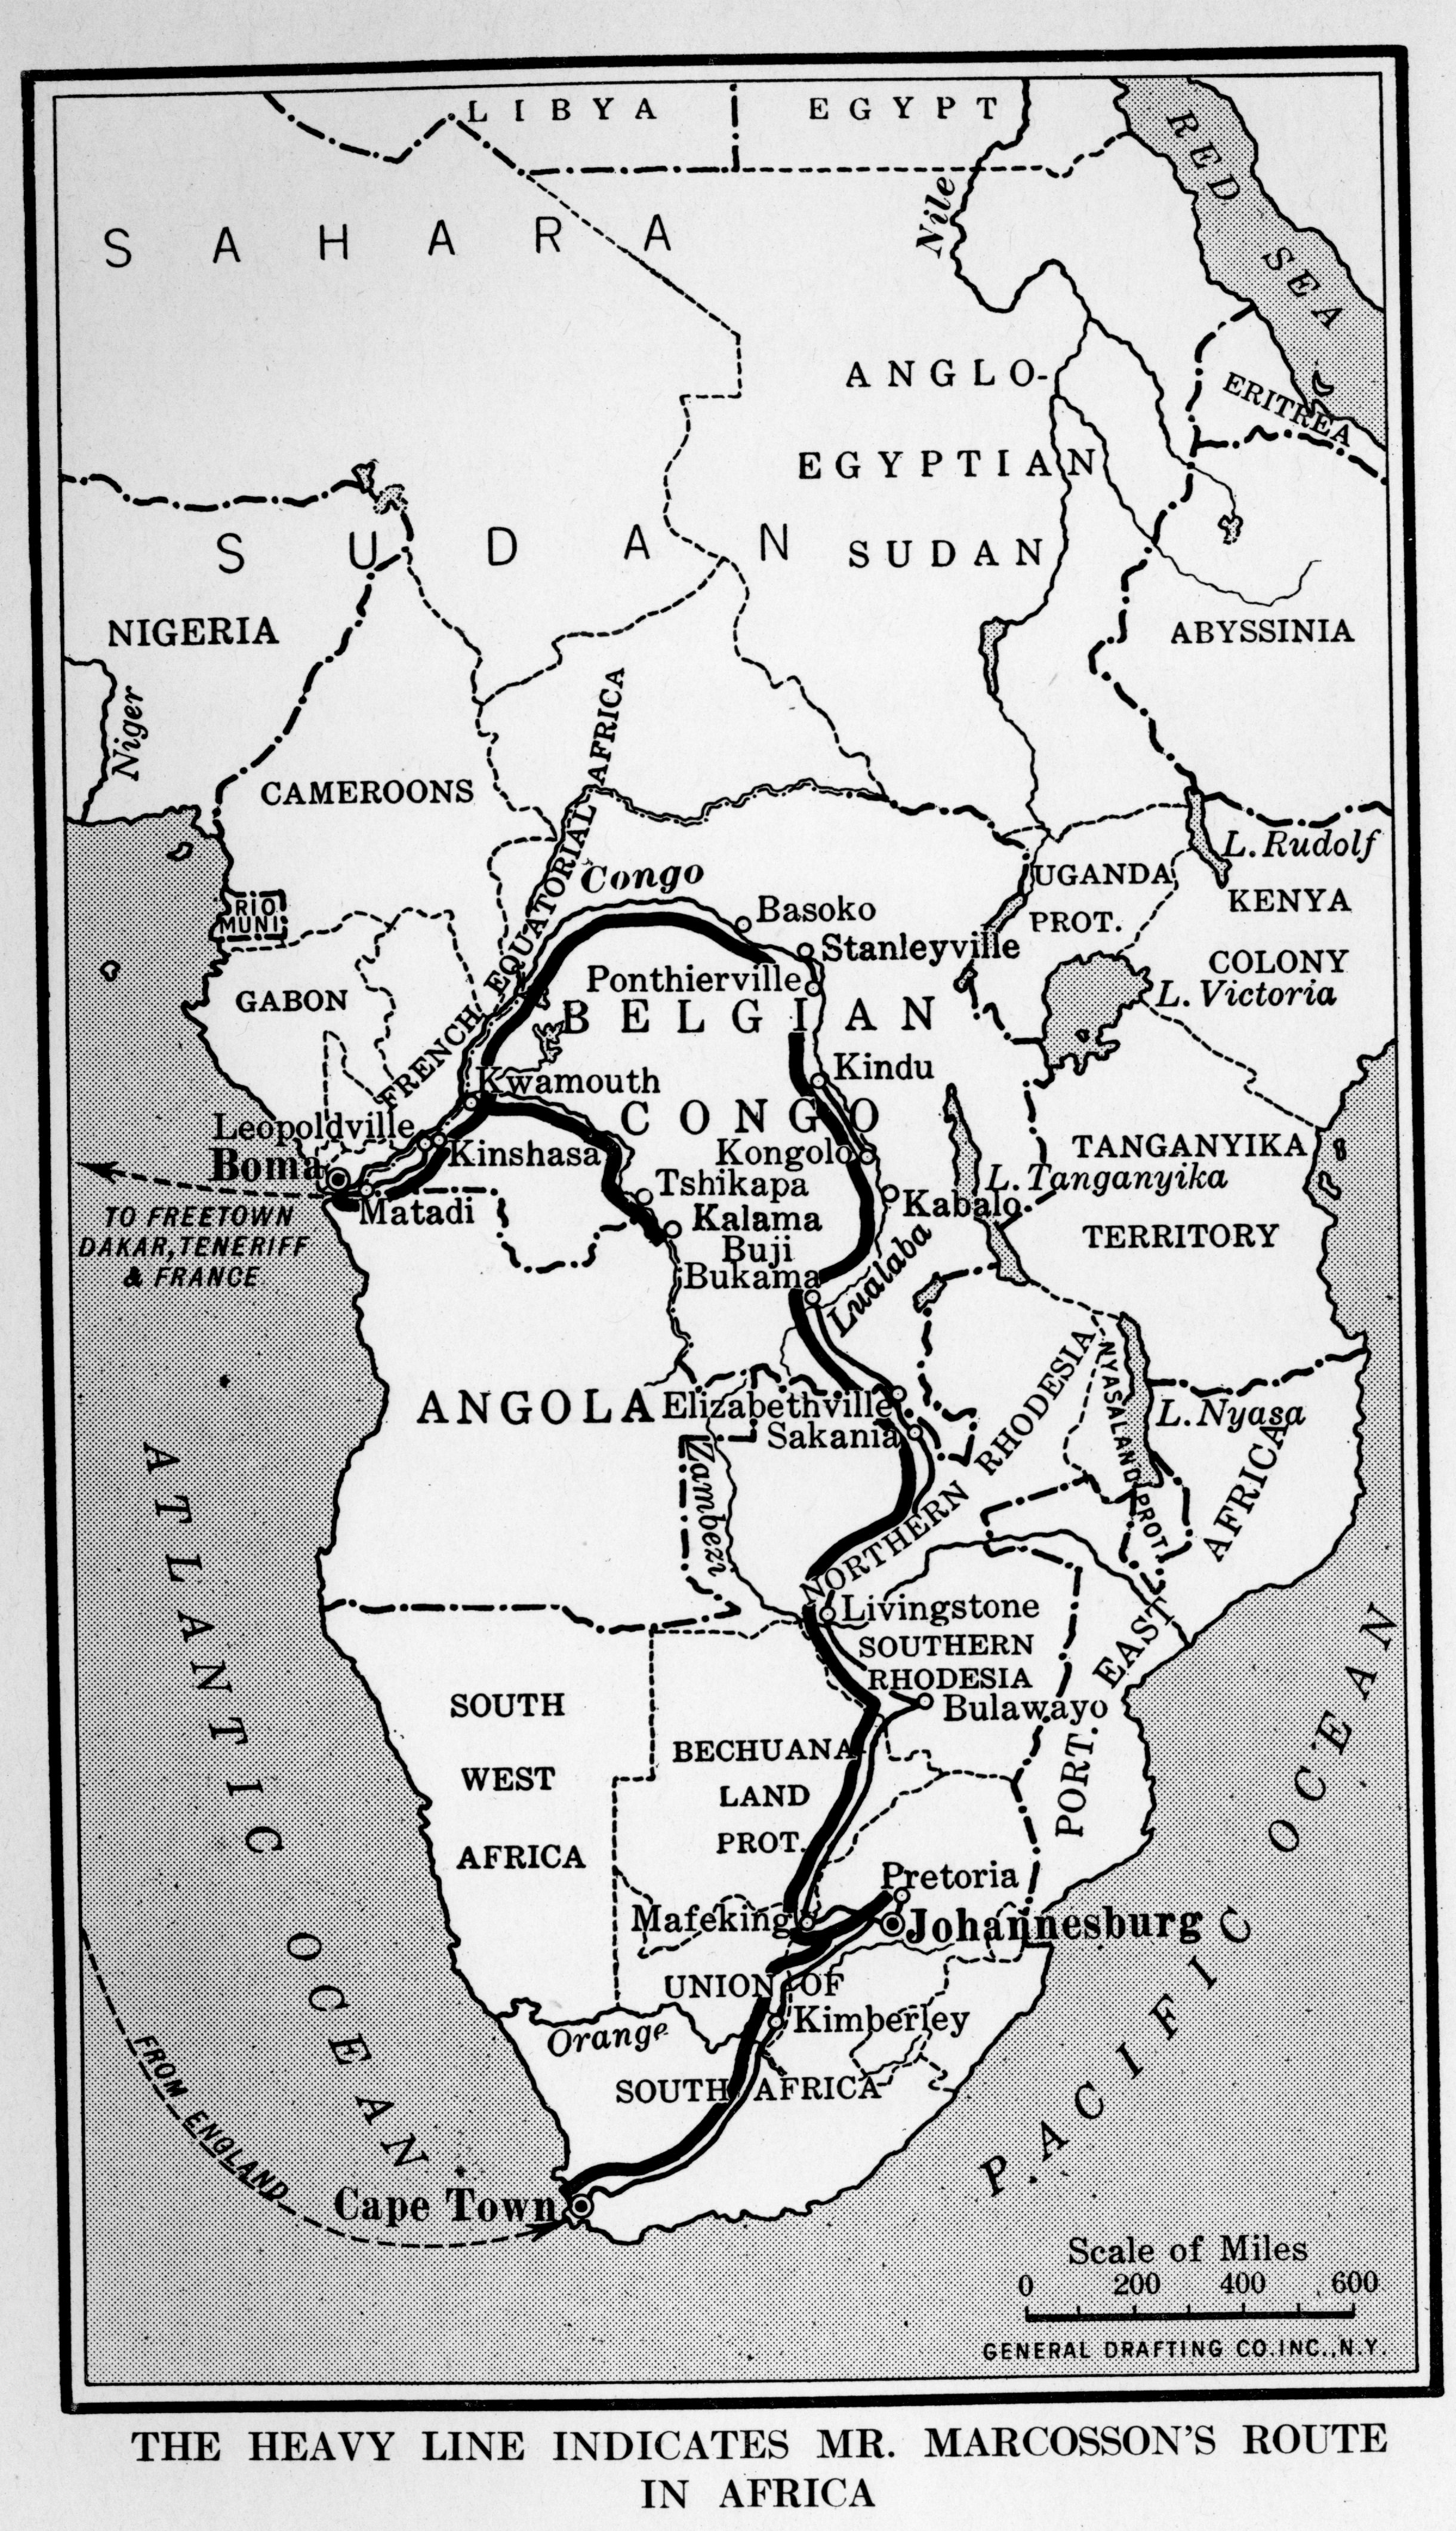 LIBYA
EGYPT
RED SEA
SAHARA
Nile
ANGLO-
EGYPTIAN
SUDAN
ERITREA
SUDAN
NIGERIA
ABYSSINIA
Niger
CAMEROONS
FRENCH EQUATORIAL AFRICA
L. Rudolf
Congo
UGANDA
PROT.
KENYA
COLONY
RIO
MUNI
Basoko
Stanleyville
Ponthierville
L. Victoria
GABON
BELGIAN
CONGO
Kindu
Kwamouth
Leopoldville
Kinshasa
Boma
Matadi
Kongolo
TANGANYIKA
TERRITORY
L. Tanganyika
Tshikapa
Kabalo
Kalama
Buji
Bukama
Lualaba
TO FREETOWN
DAKAR, TENERIFF
& FRANCE
ANGOLA
Elizabethville
Sakania
NORTHERN RHODESIA
NYASALAND PROT.
L. Nyasa
Zambezi
PORT. EAST AFRICA
Livingstone
SOUTHERN
RHODESIA
Bulawayo
SOUTH
WEST
AFRICA
BECHUANA
LAND
PROT.
Pretoria
Mafeking
Johannesburg
UNION OF
SOUTH AFRICA
Kimberley
Orange
ATLANTIC OCEAN
PACIFIC OCEAN
FROM ENGLAND
Cape Town
Scale of Miles
0 200 400 600
GENERAL DRAFTING CO. INC., N.Y.
THE HEAVY LINE INDICATES MR. MARCOSSON'S ROUTE
IN AFRICA